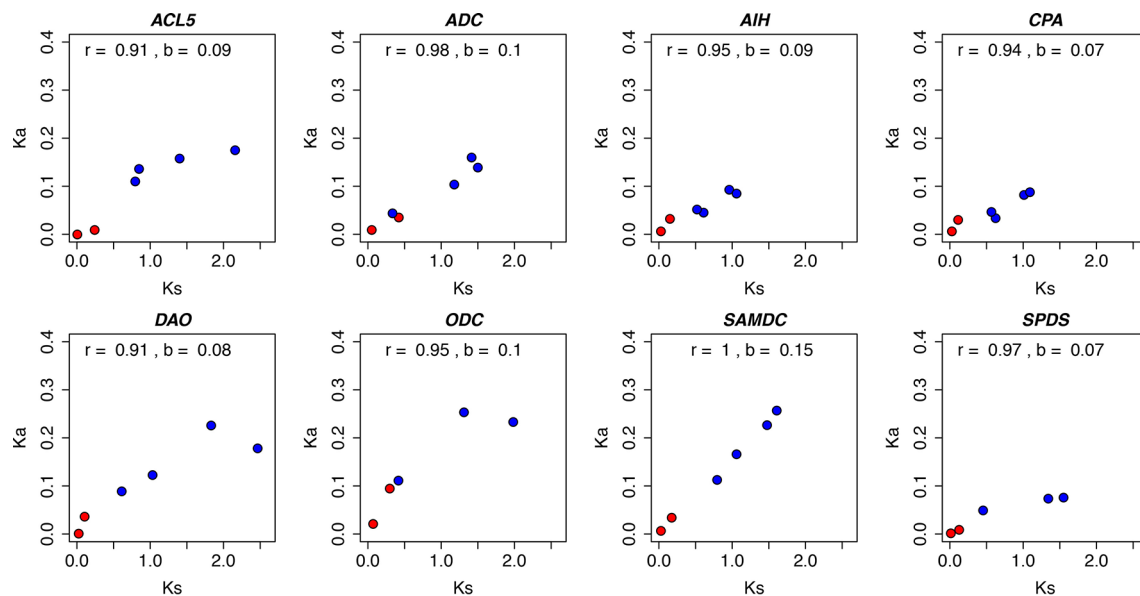 ACL5 ADC AIH CPA
r = 0.91 , b = 0.09 r = 0.98 , b = 0.1 r = 0.95 , b = 0.09 r = 0.94 , b = 0.07
0.4 0.4 0.4 0.4
0.3 0.3 0.3 0.3
Ka Ka Ka Ka
0.2 0.2 0.2 0.2
0.1 0.1 0.1 0.1
0.0 0.0 0.0 0.0
0.0 1.0 2.0 0.0 1.0 2.0 0.0 1.0 2.0 0.0 1.0 2.0
Ks Ks Ks Ks
DAO ODC SAMDC SPDS
r = 0.91 , b = 0.08 r = 0.95 , b = 0.1 r = 1 , b = 0.15 r = 0.97 , b = 0.07
0.4 0.4 0.4 0.4
0.3 0.3 0.3 0.3
Ka Ka Ka Ka
0.2 0.2 0.2 0.2
0.1 0.1 0.1 0.1
0.0 0.0 0.0 0.0
0.0 1.0 2.0 0.0 1.0 2.0 0.0 1.0 2.0 0.0 1.0 2.0
Ks Ks Ks Ks